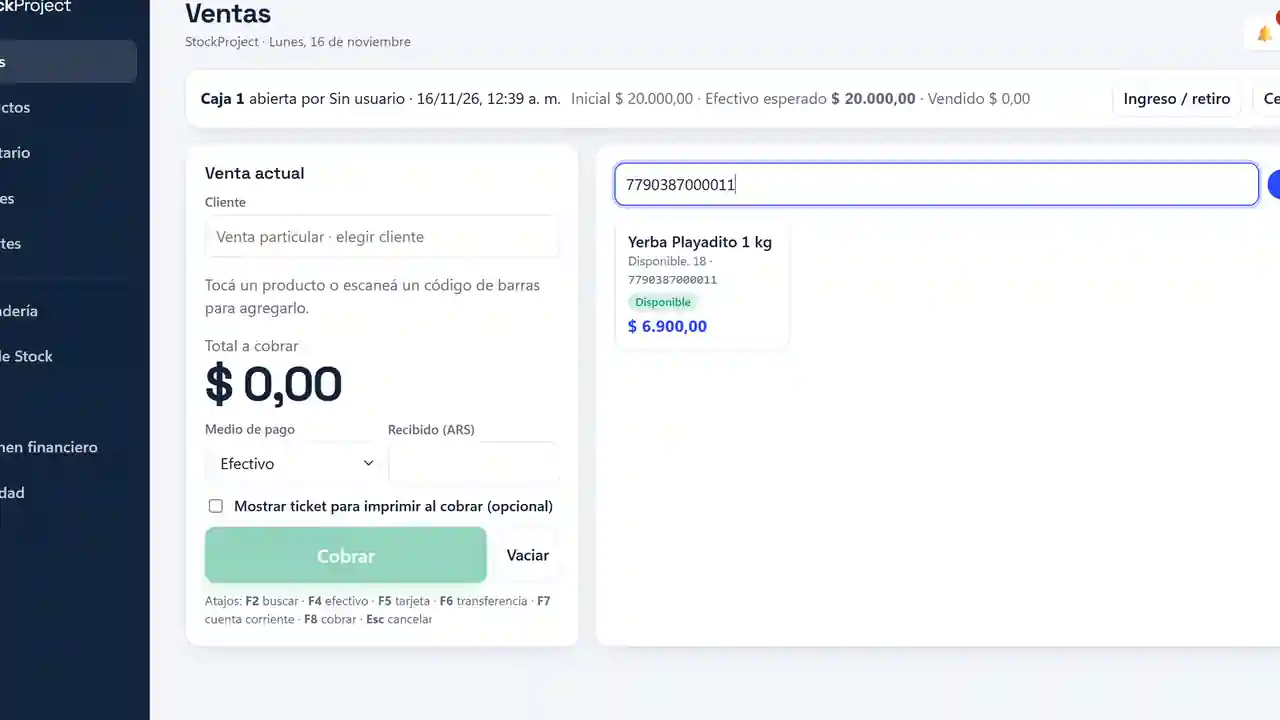 ckProject
s
ctos
tario
es
tes
dería
de Stock
nen financiero
dad
Ventas
StockProject · Lunes, 16 de noviembre
Caja 1 abierta por Sin usuario · 16/11/26, 12:39 a. m. Inicial $ 20.000,00 · Efectivo esperado $ 20.000,00 · Vendido $ 0,00
Ingreso / retiro
Ce
Venta actual
Cliente
Venta particular · elegir cliente
Tocá un producto o escaneá un código de barras
para agregarlo.
Total a cobrar
$ 0,00
Medio de pago
Recibido (ARS)
Efectivo
Mostrar ticket para imprimir al cobrar (opcional)
Cobrar
Vaciar
Atajos: F2 buscar · F4 efectivo · F5 tarjeta · F6 transferencia · F7
cuenta corriente · F8 cobrar · Esc cancelar
7790387000011
Yerba Playadito 1 kg
Disponible. 18 ·
7790387000011
Disponible
$ 6.900,00